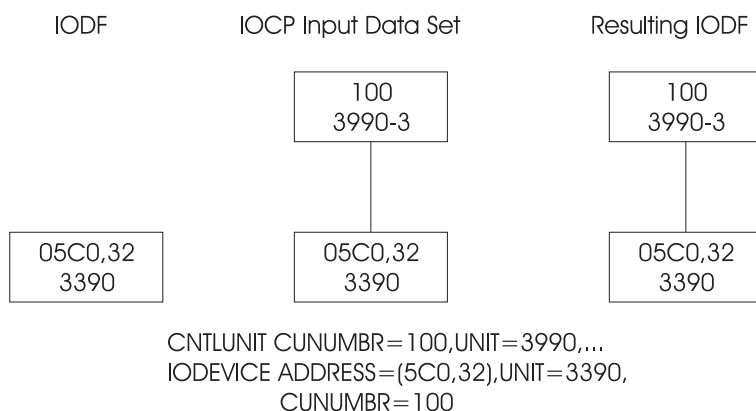 IODF
IOCP Input Data Set
Resulting IODF
100
3990-3
100
3990-3
05C0,32
3390
05C0,32
3390
05C0,32
3390
CNTLUNIT CUNUMBR=100,UNIT=3990,...
IODEVICE ADDRESS=(5C0,32),UNIT=3390,
CUNUMBR=100